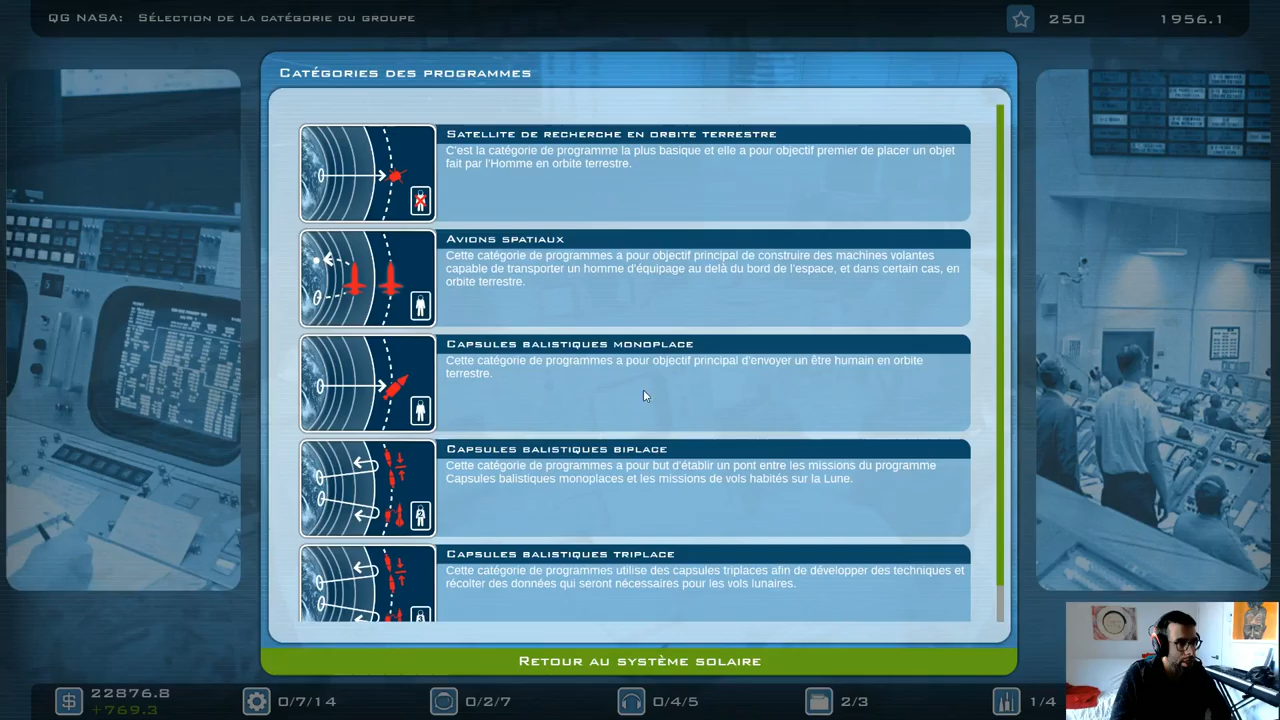 QG NASA: Sélection de la catégorie du groupe
250
1956.1
Catégories des programmes
Satellite de recherche en orbite terrestre
C'est la catégorie de programme la plus basique et elle a pour objectif premier de placer un objet
fait par l'Homme en orbite terrestre.
Avions spatiaux
Cette catégorie de programmes a pour objectif principal de construire des machines volantes
capable de transporter un homme d'équipage au delà du bord de l'espace, et dans certain cas, en
orbite terrestre.
Capsules balistiques monoplace
Cette catégorie de programmes a pour objectif principal d'envoyer un être humain en orbite
terrestre.
Capsules balistiques biplace
Cette catégorie de programmes a pour but d'établir un pont entre les missions du programme
Capsules balistiques monoplaces et les missions de vols habités sur la Lune.
2
Capsules balistiques triplace
Cette catégorie de programmes utilise des capsules triplaces afin de développer des techniques et
récolter des données qui seront nécessaires pour les vols lunaires.
3
Retour au système solaire
$ 22876.8
+769.3
0/7/14
0/2/7
0/4/5
2/3
1/4